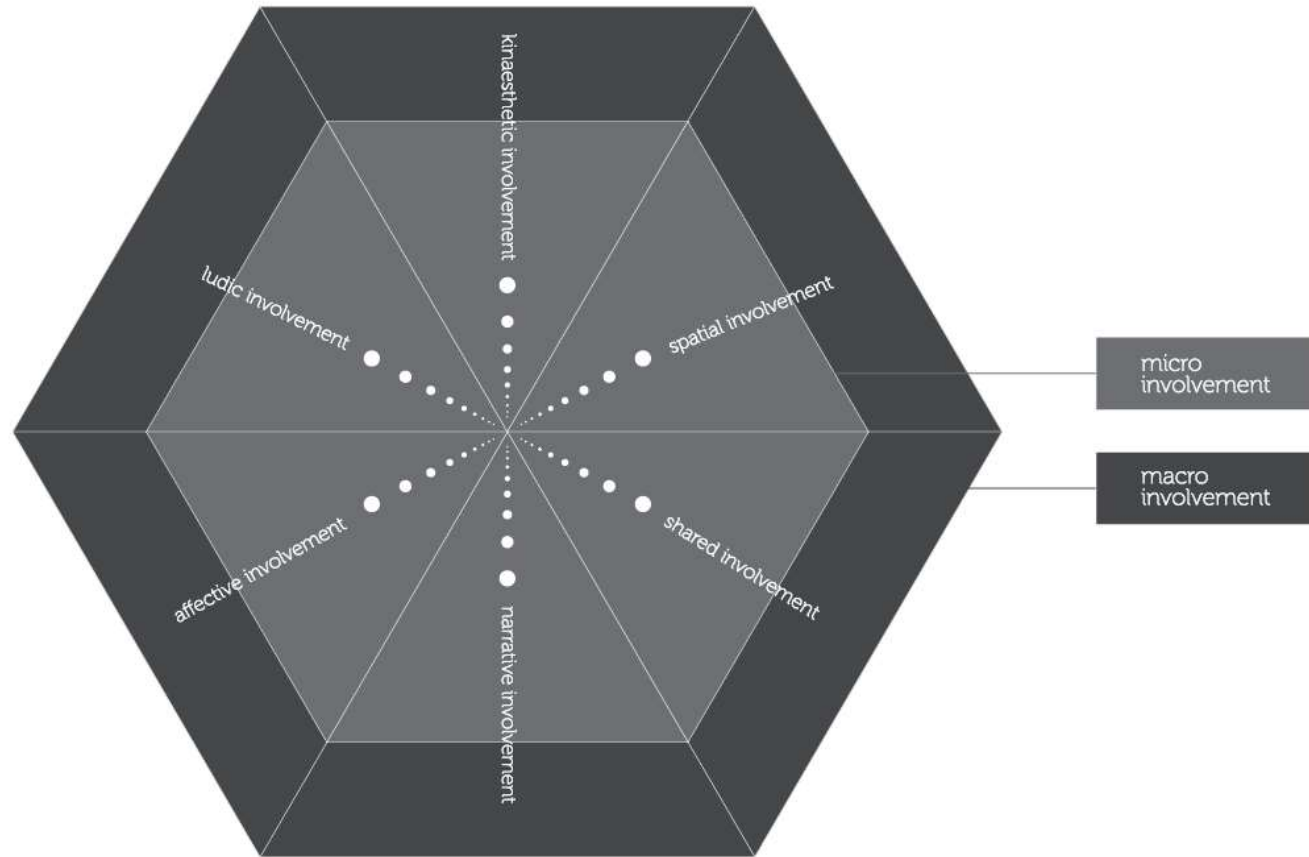 kinaesthetic involvement
ludic involvement
spatial involvement
affective involvement
shared involvement
narrative involvement
micro
involvement
macro
involvement